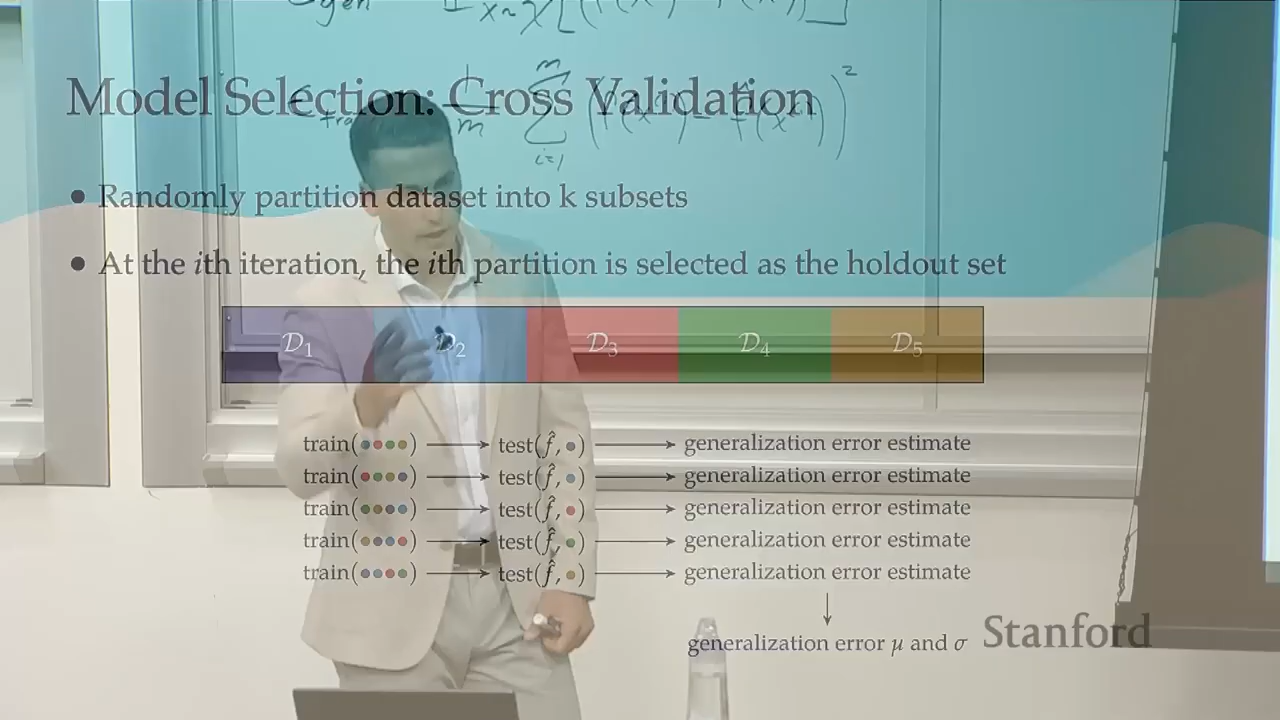 Model Selection: Cross Validation
• Randomly partition dataset into k subsets
• At the ith iteration, the ith partition is selected as the holdout set
𝒟₁ 𝒟₂ 𝒟₃ 𝒟₄ 𝒟₅
train(••••) → test(f̂, •) → generalization error estimate
train(••••) → test(f̂, •) → generalization error estimate
train(••••) → test(f̂, •) → generalization error estimate
train(••••) → test(f̂, •) → generalization error estimate
train(••••) → test(f̂, •) → generalization error estimate
↓
generalization error μ and σ
Stanford